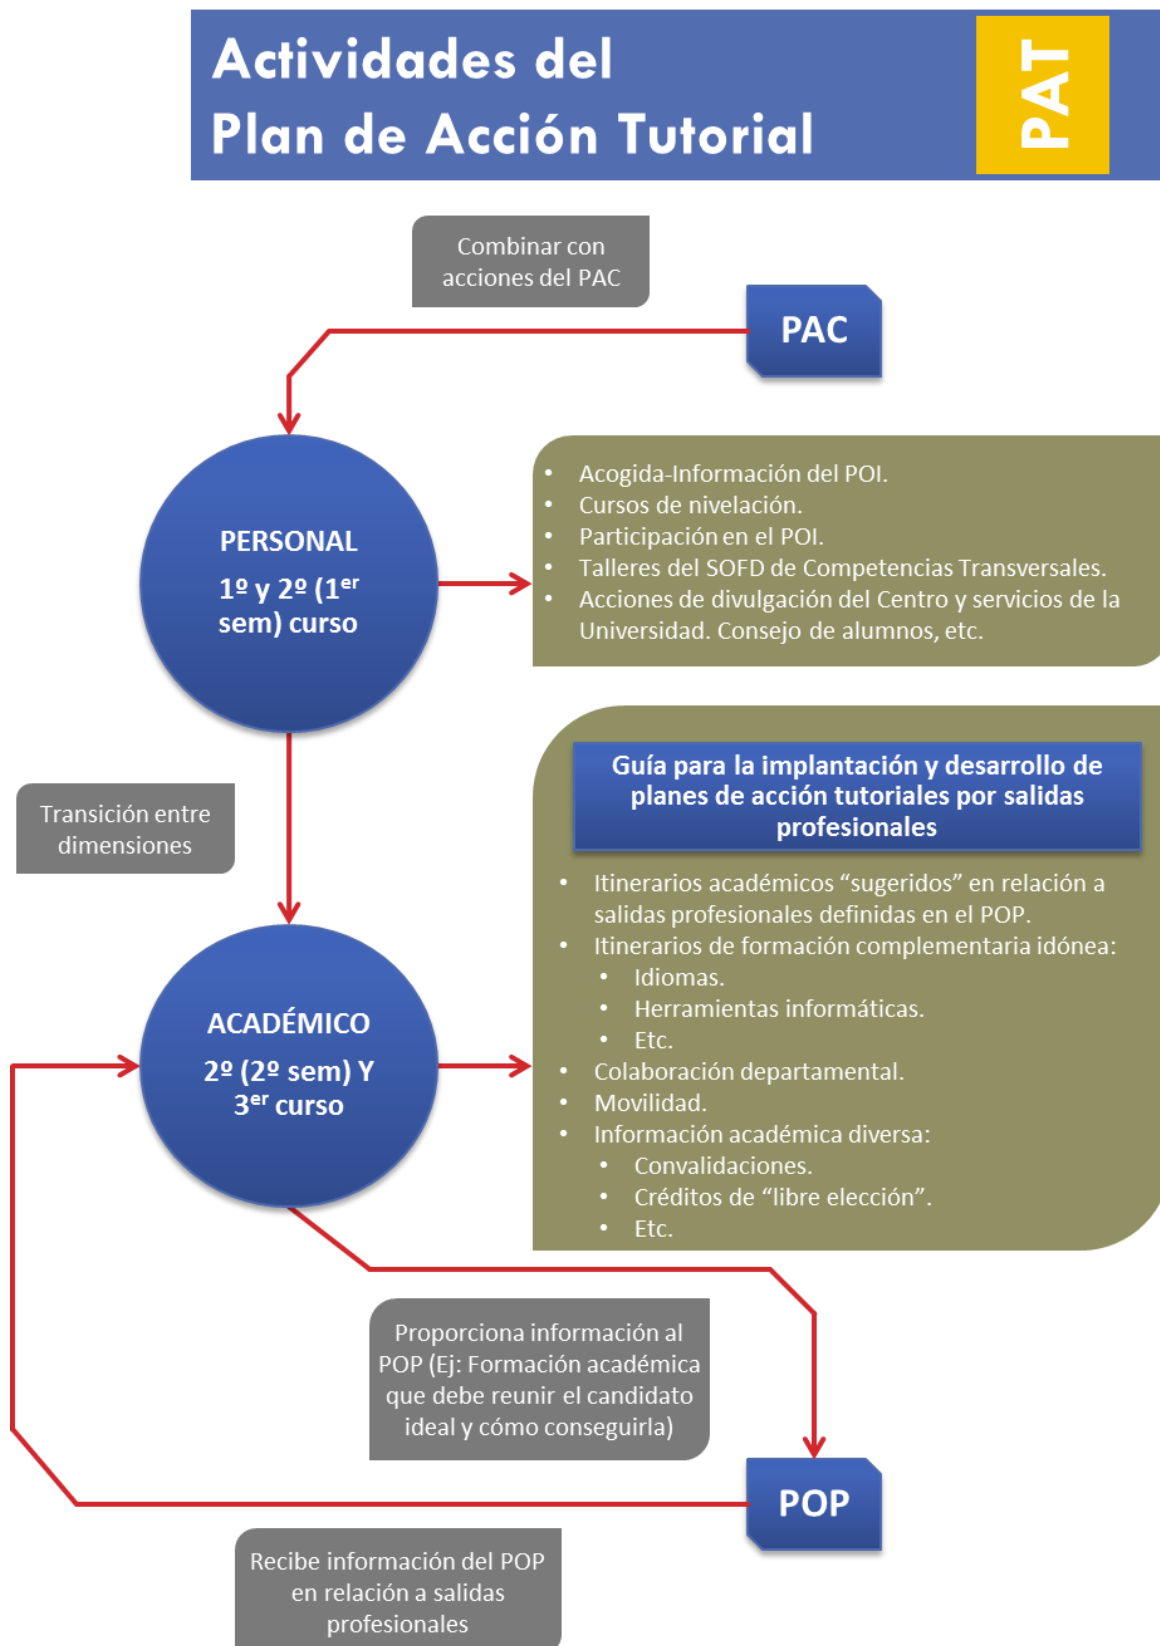 Actividades del
Plan de Acción Tutorial
PAT
Combinar con
acciones del PAC
PAC
PERSONAL
1º y 2º (1er
sem) curso
• Acogida-Información del POI.
• Cursos de nivelación.
• Participación en el POI.
• Talleres del SOFD de Competencias Transversales.
• Acciones de divulgación del Centro y servicios de la
Universidad. Consejo de alumnos, etc.
Transición entre
dimensiones
Guía para la implantación y desarrollo de
planes de acción tutoriales por salidas
profesionales
• Itinerarios académicos “sugeridos” en relación a
salidas profesionales definidas en el POP.
• Itinerarios de formación complementaria idónea:
• Idiomas.
• Herramientas informáticas.
• Etc.
• Colaboración departamental.
• Movilidad.
• Información académica diversa:
• Convalidaciones.
• Créditos de “libre elección”.
• Etc.
ACADÉMICO
2º (2º sem) Y
3er curso
Proporciona información al
POP (Ej: Formación académica
que debe reunir el candidato
ideal y cómo conseguirla)
POP
Recibe información del POP
en relación a salidas
profesionales